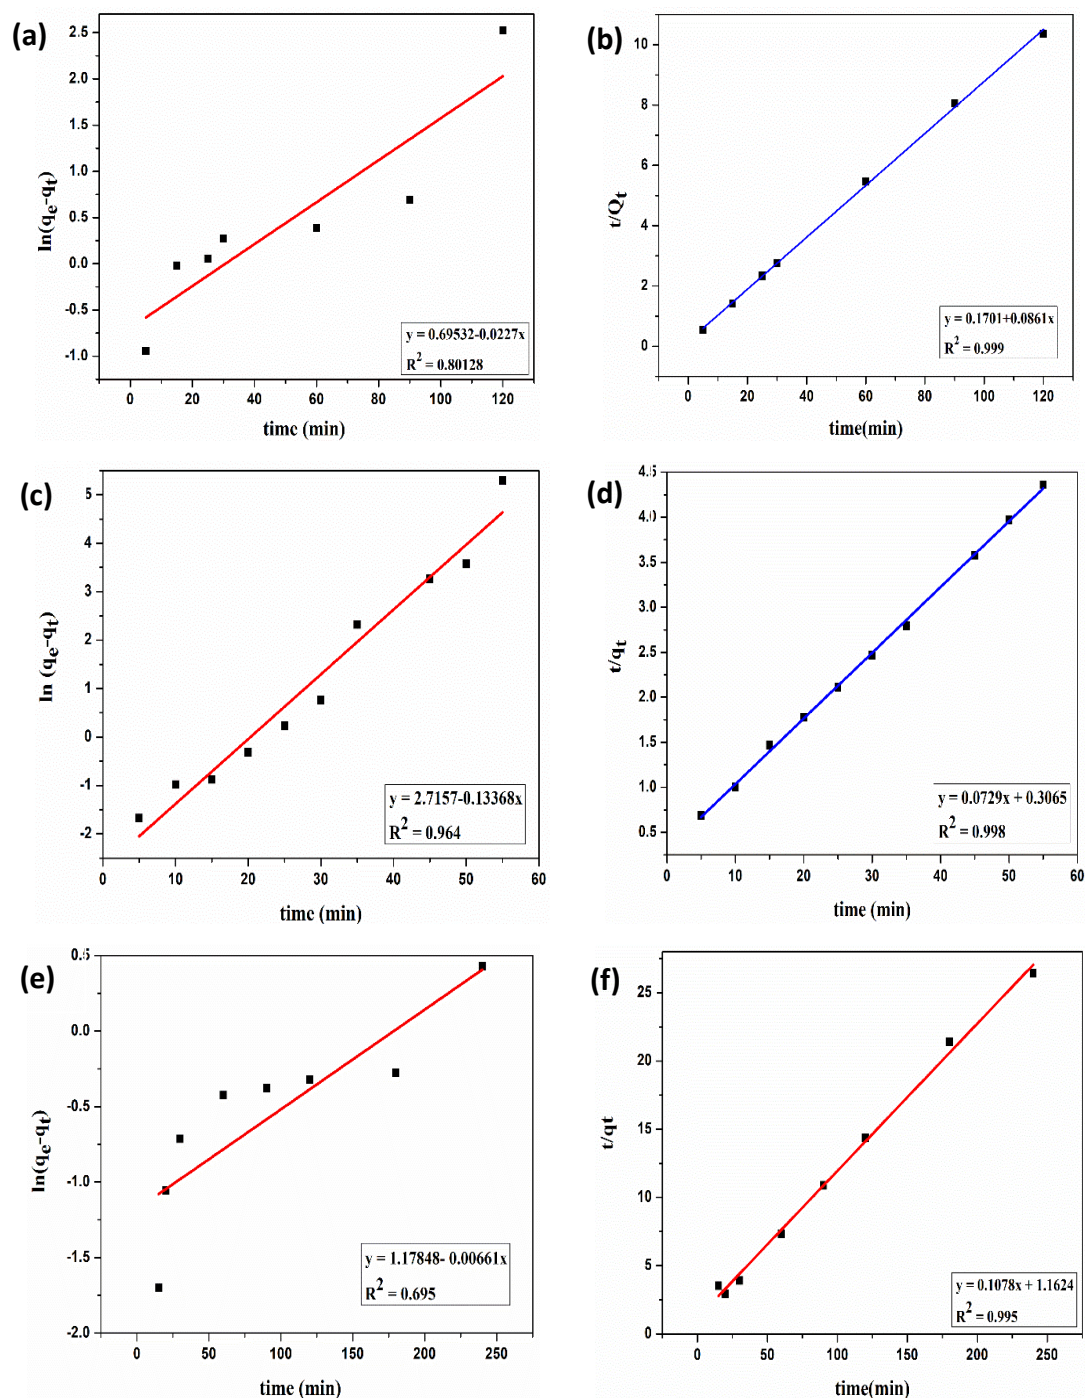 (a)
2.5
2.0
1.5
1.0
0.5
0.0
-0.5
-1.0
ln(qe-qt)
0 20 40 60 80 100 120
time (min)
y = 0.69532-0.0227x
R2 = 0.80128
(b)
10
8
6
4
2
0
t/Qt
0 20 40 60 80 100 120
time(min)
y = 0.1701+0.0861x
R2 = 0.999
(c)
5
4
3
2
1
0
-1
-2
ln (qe-qt)
0 10 20 30 40 50 60
time (min)
y = 2.7157-0.13368x
R2 = 0.964
(d)
4.5
4.0
3.5
3.0
2.5
2.0
1.5
1.0
0.5
t/qt
0 10 20 30 40 50 60
time (min)
y = 0.0729x + 0.3065
R2 = 0.998
(e)
0.5
0.0
-0.5
-1.0
-1.5
-2.0
ln(qe-qt)
0 50 100 150 200 250
time (min)
y = 1.17848- 0.00661x
R2 = 0.695
(f)
25
20
15
10
5
0
t/qt
0 50 100 150 200 250
time(min)
y = 0.1078x + 1.1624
R2 = 0.995